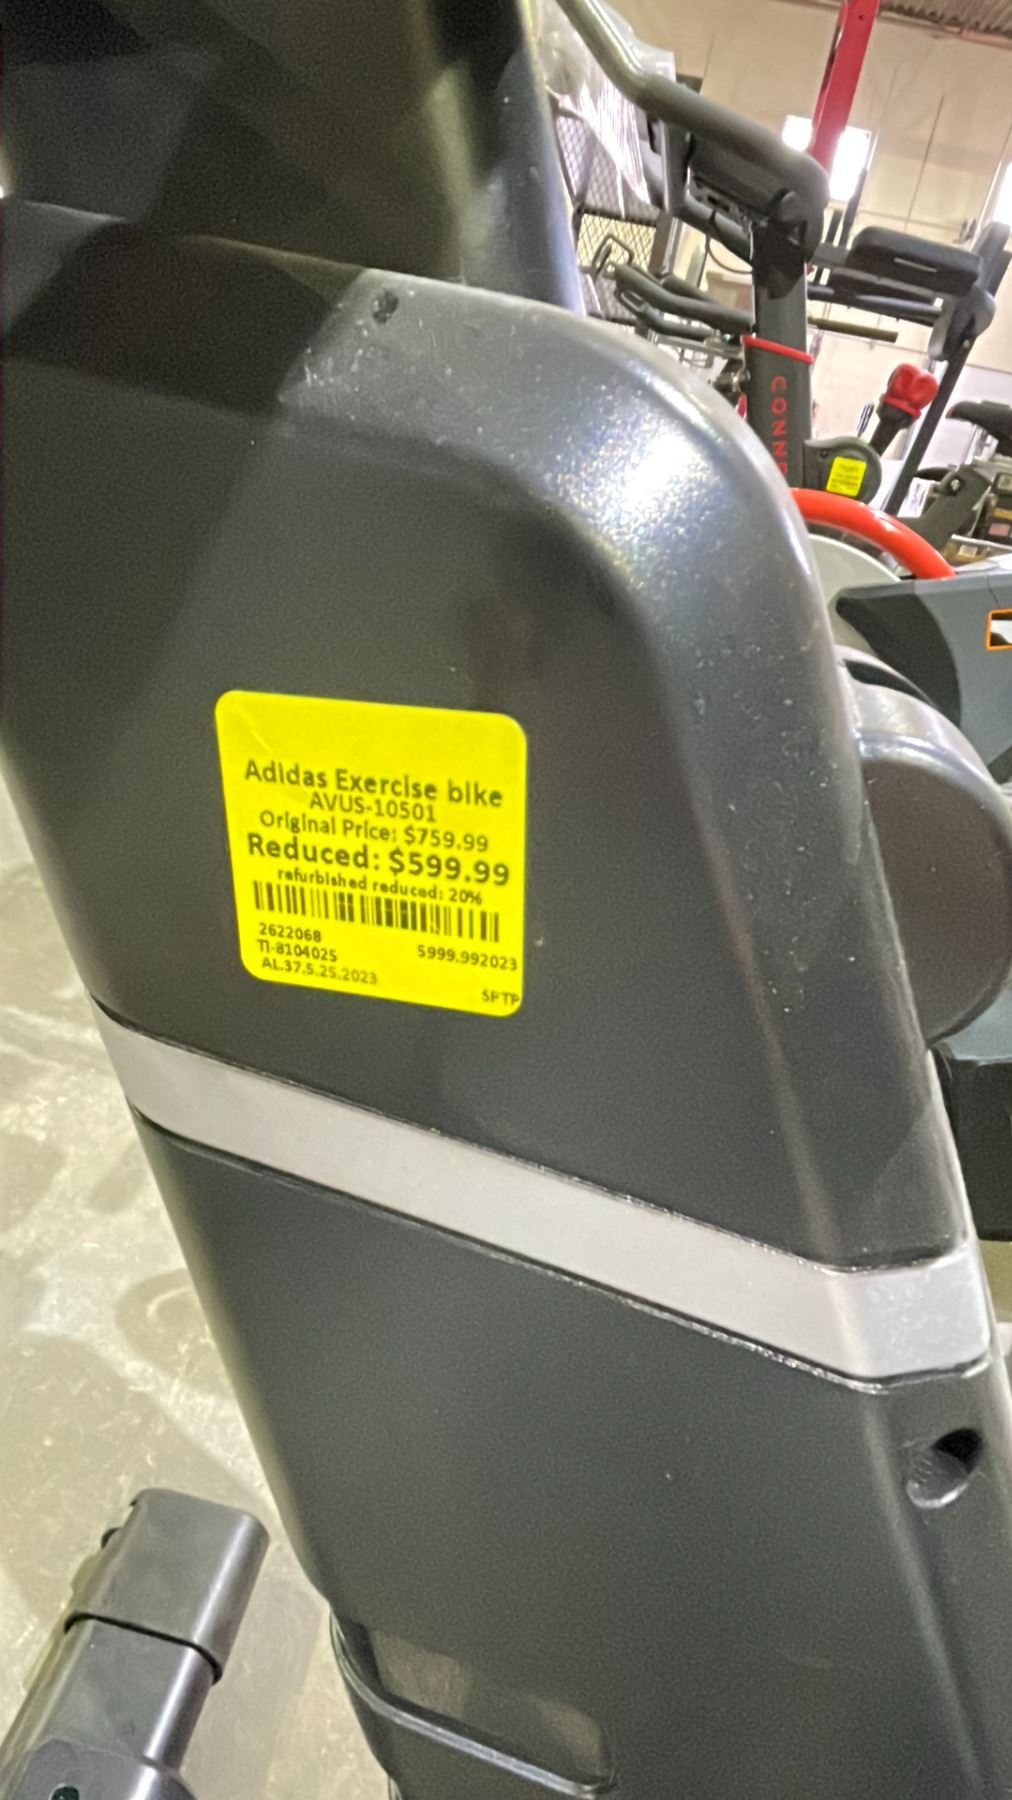 CONNE
Adidas Exercise bike
AVUS-10501
Original Price: $759.99
Reduced: $599.99
refurbished reduced: 20%
2622068
TI-8104025 5999.992023
AL.37.5.25.2023
SPTP